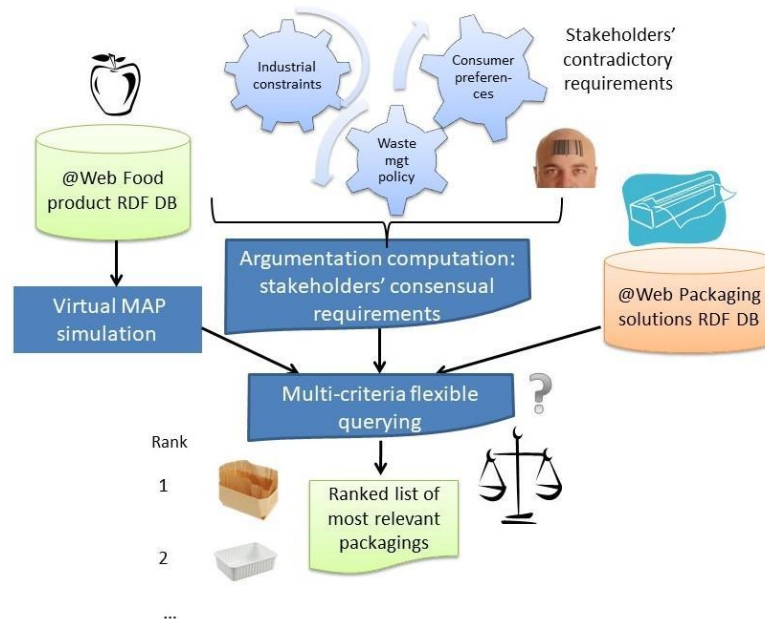 Industrial
constraints
Consumer
preferen-
ces
Waste
mgt
policy
Stakeholders'
contradictory
requirements
@Web Food
product RDF DB
Argumentation computation:
stakeholders' consensual
requirements
@Web Packaging
solutions RDF DB
Virtual MAP
simulation
Multi-criteria flexible
querying
?
Rank
1
2
...
Ranked list of
most relevant
packagings